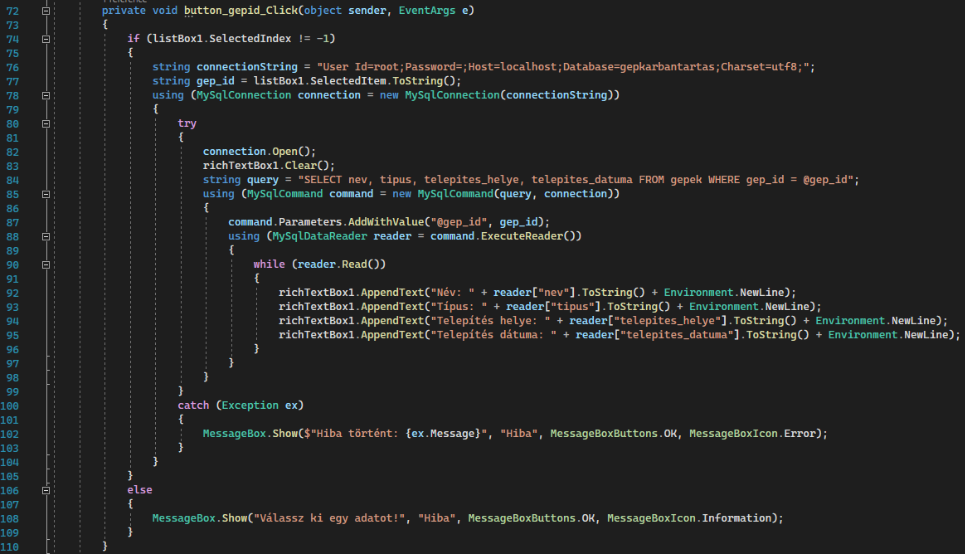 72 private void button_gepid_Click(object sender, EventArgs e)
73 {
74 if (listBox1.SelectedIndex != -1)
75 {
76 string connectionString = "User Id=root;Password=;Host=localhost;Database=gepkarbantartas;Charset=utf8;";
77 string gep_id = listBox1.SelectedItem.ToString();
78 using (MySqlConnection connection = new MySqlConnection(connectionString))
79 {
80 try
81 {
82 connection.Open();
83 richTextBox1.Clear();
84 string query = "SELECT nev, tipus, telepites_helye, telepites_datuma FROM gepek WHERE gep_id = @gep_id";
85 using (MySqlCommand command = new MySqlCommand(query, connection))
86 {
87 command.Parameters.AddWithValue("@gep_id", gep_id);
88 using (MySqlDataReader reader = command.ExecuteReader())
89 {
90 while (reader.Read())
91 {
92 richTextBox1.AppendText("Név: " + reader["nev"].ToString() + Environment.NewLine);
93 richTextBox1.AppendText("Típus: " + reader["tipus"].ToString() + Environment.NewLine);
94 richTextBox1.AppendText("Telepítés helye: " + reader["telepites_helye"].ToString() + Environment.NewLine);
95 richTextBox1.AppendText("Telepítés dátuma: " + reader["telepites_datuma"].ToString() + Environment.NewLine);
96 }
97 }
98 }
99 }
100 catch (Exception ex)
101 {
102 MessageBox.Show($"Hiba történt: {ex.Message}", "Hiba", MessageBoxButtons.OK, MessageBoxIcon.Error);
103 }
104 }
105 }
106 else
107 {
108 MessageBox.Show("Válassz ki egy adatot!", "Hiba", MessageBoxButtons.OK, MessageBoxIcon.Information);
109 }
110 }